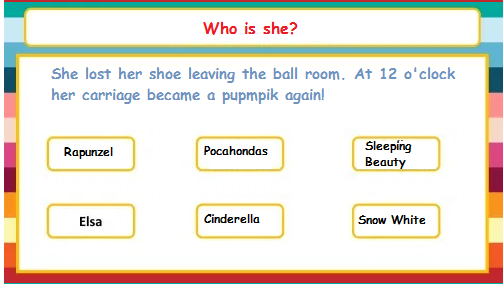 Who is she?
She lost her shoe leaving the ball room. At 12 o'clock
her carriage became a pupmpik again!
Rapunzel
Pocahondas
Sleeping
Beauty
Elsa
Cinderella
Snow White